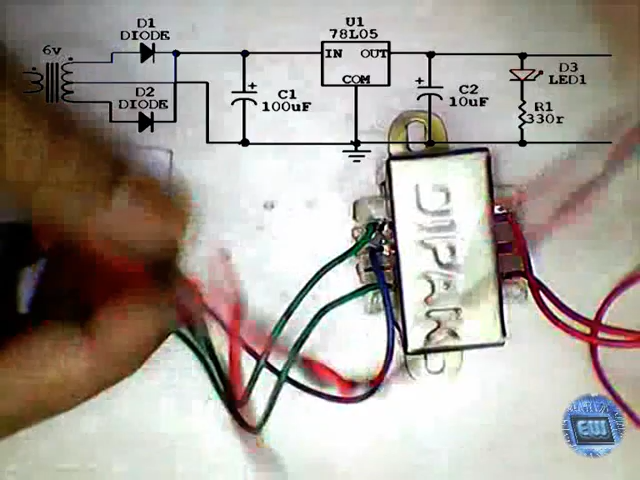 U1
D1
DIODE
78L05
6v
IN OUT
D3
LED1
COM
C1
100uF
C2
10uF
D2
DIODE
R1
330r
DIPAK
EW